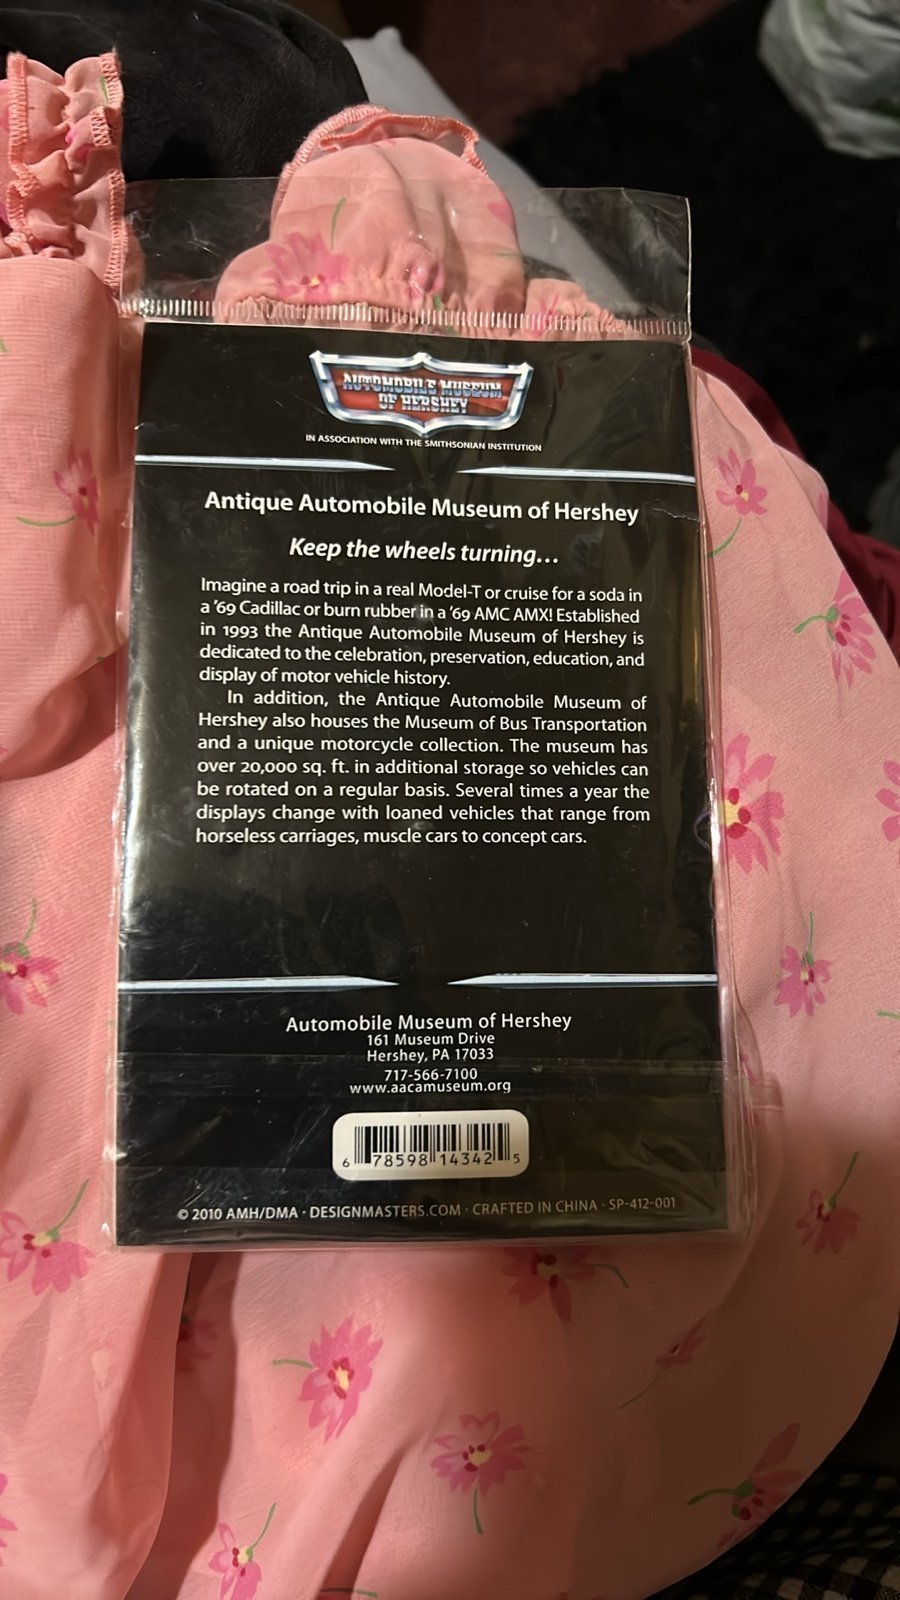 AUTOMOBILE MUSEUM
OF HERSHEY
IN ASSOCIATION WITH THE SMITHSONIAN INSTITUTION
Antique Automobile Museum of Hershey
Keep the wheels turning...
Imagine a road trip in a real Model-T or cruise for a soda in
a '69 Cadillac or burn rubber in a '69 AMC AMX! Established
in 1993 the Antique Automobile Museum of Hershey is
dedicated to the celebration, preservation, education, and
display of motor vehicle history.
In addition, the Antique Automobile Museum of
Hershey also houses the Museum of Bus Transportation
and a unique motorcycle collection. The museum has
over 20,000 sq. ft. in additional storage so vehicles can
be rotated on a regular basis. Several times a year the
displays change with loaned vehicles that range from
horseless carriages, muscle cars to concept cars.
Automobile Museum of Hershey
161 Museum Drive
Hershey, PA 17033
717-566-7100
www.aacamuseum.org
6 78598 14342 5
© 2010 AMH/DMA · DESIGNMASTERS.COM · CRAFTED IN CHINA · SP-412-001